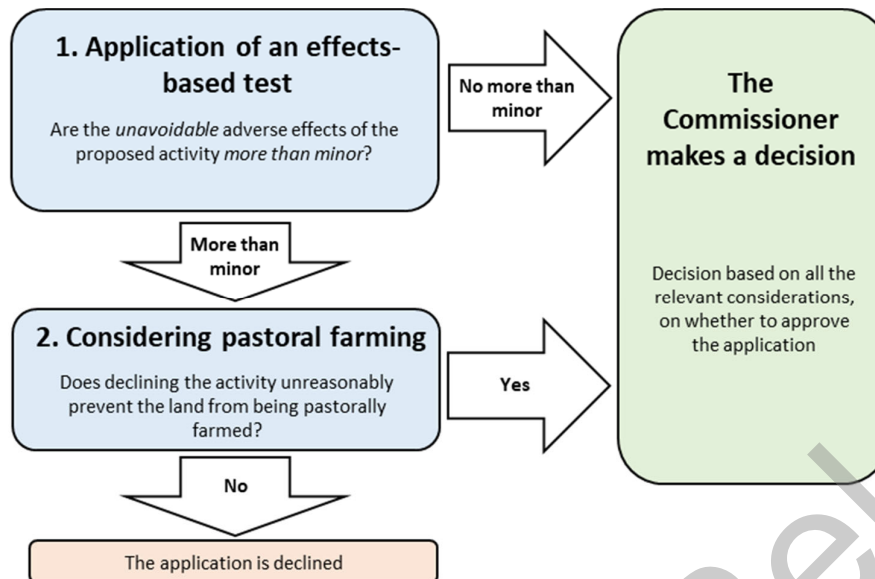 1. Application of an effects-
based test
Are the unavoidable adverse effects of the
proposed activity more than minor?
No more than
minor
The
Commissioner
makes a decision
Decision based on all the
relevant considerations,
on whether to approve
the application
More than
minor
2. Considering pastoral farming
Does declining the activity unreasonably
prevent the land from being pastorally
farmed?
Yes
No
The application is declined